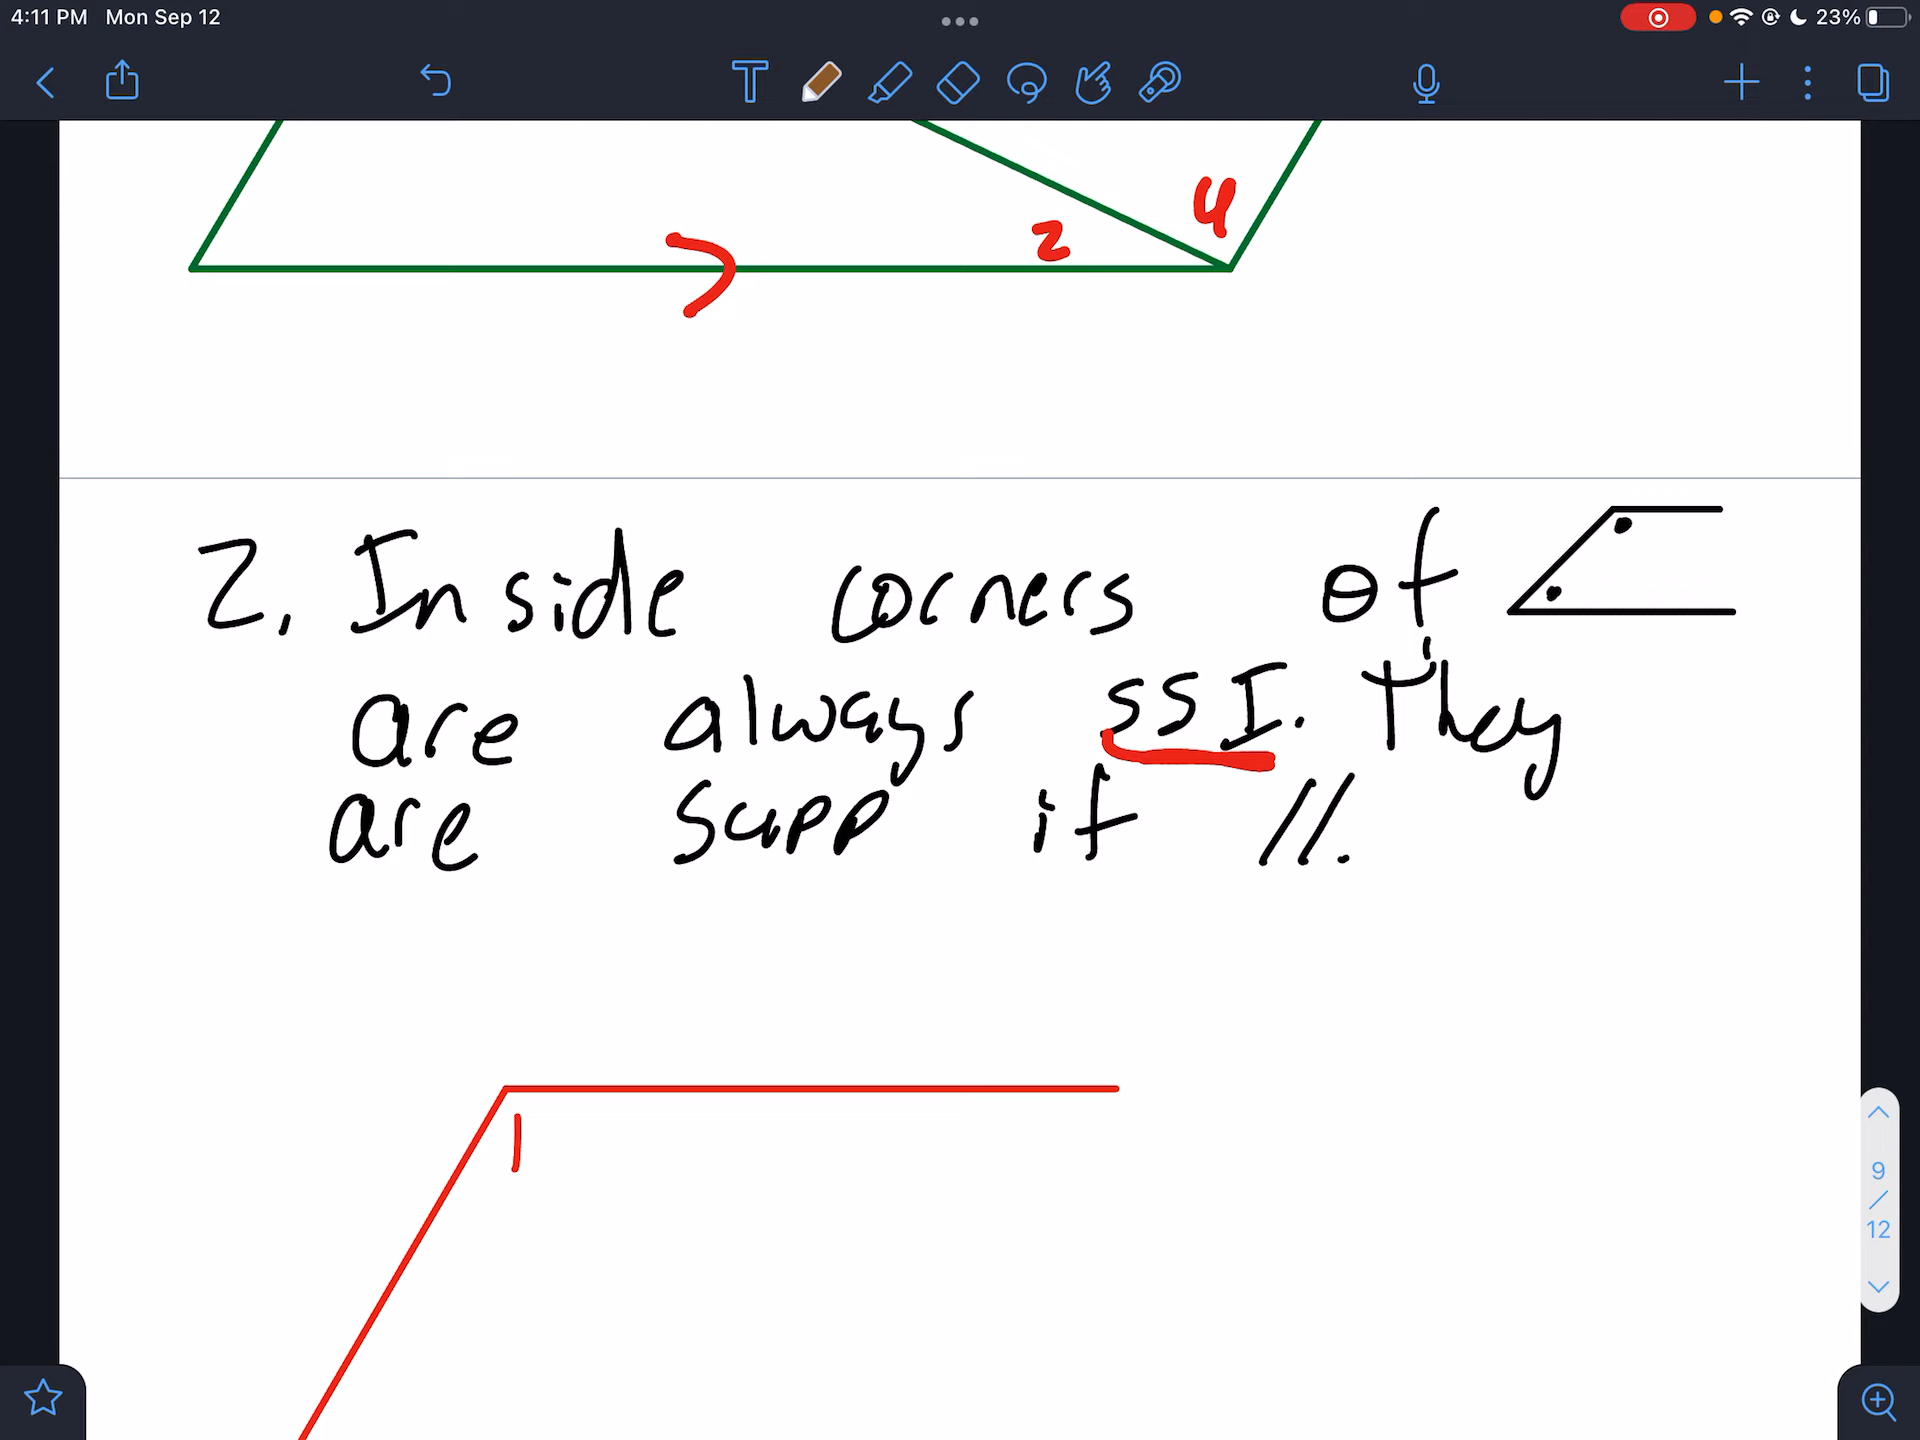 4:11 PM Mon Sep 12
23%
T
4
2
2. Inside corners of
are always SSI. They
are supp if //.
1
9
/
12